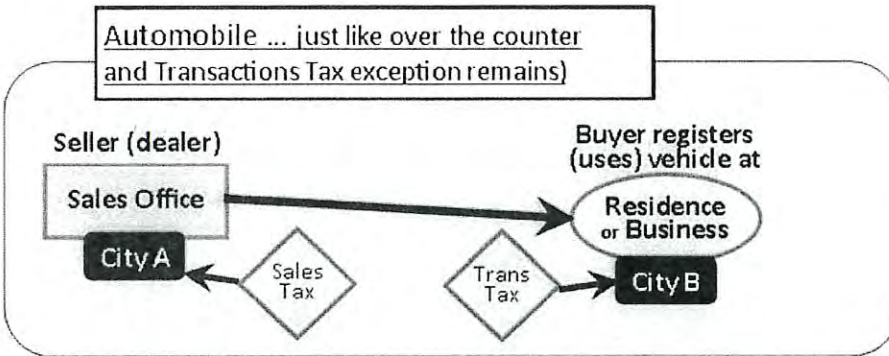 Automobile ... just like over the counter
and Transactions Tax exception remains)
Seller (dealer)
Sales Office
City A
Sales
Tax
Trans
Tax
Buyer registers
(uses) vehicle at
Residence
or Business
City B